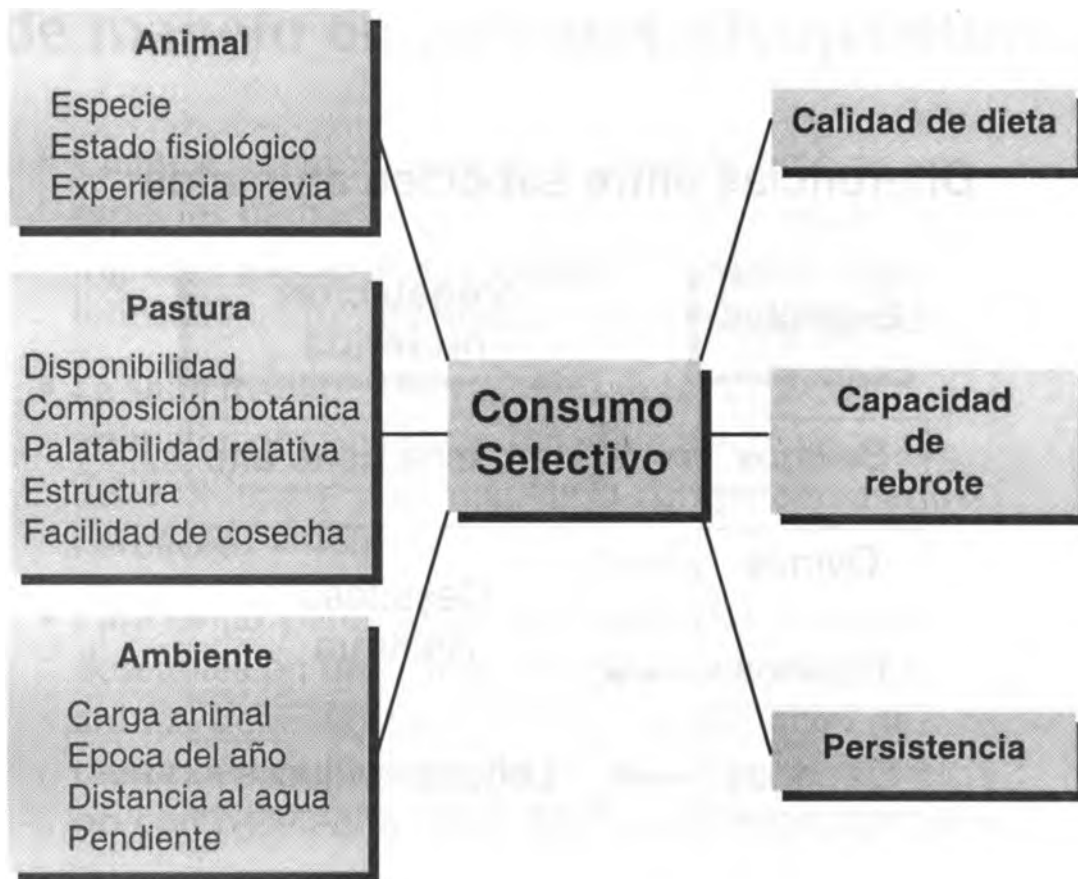 Animal
Especie
Estado fisiológico
Experiencia previa
Pastura
Disponibilidad
Composición botánica
Palatabilidad relativa
Estructura
Facilidad de cosecha
Ambiente
Carga animal
Epoca del año
Distancia al agua
Pendiente
Consumo
Selectivo
Calidad de dieta
Capacidad
de
rebrote
Persistencia